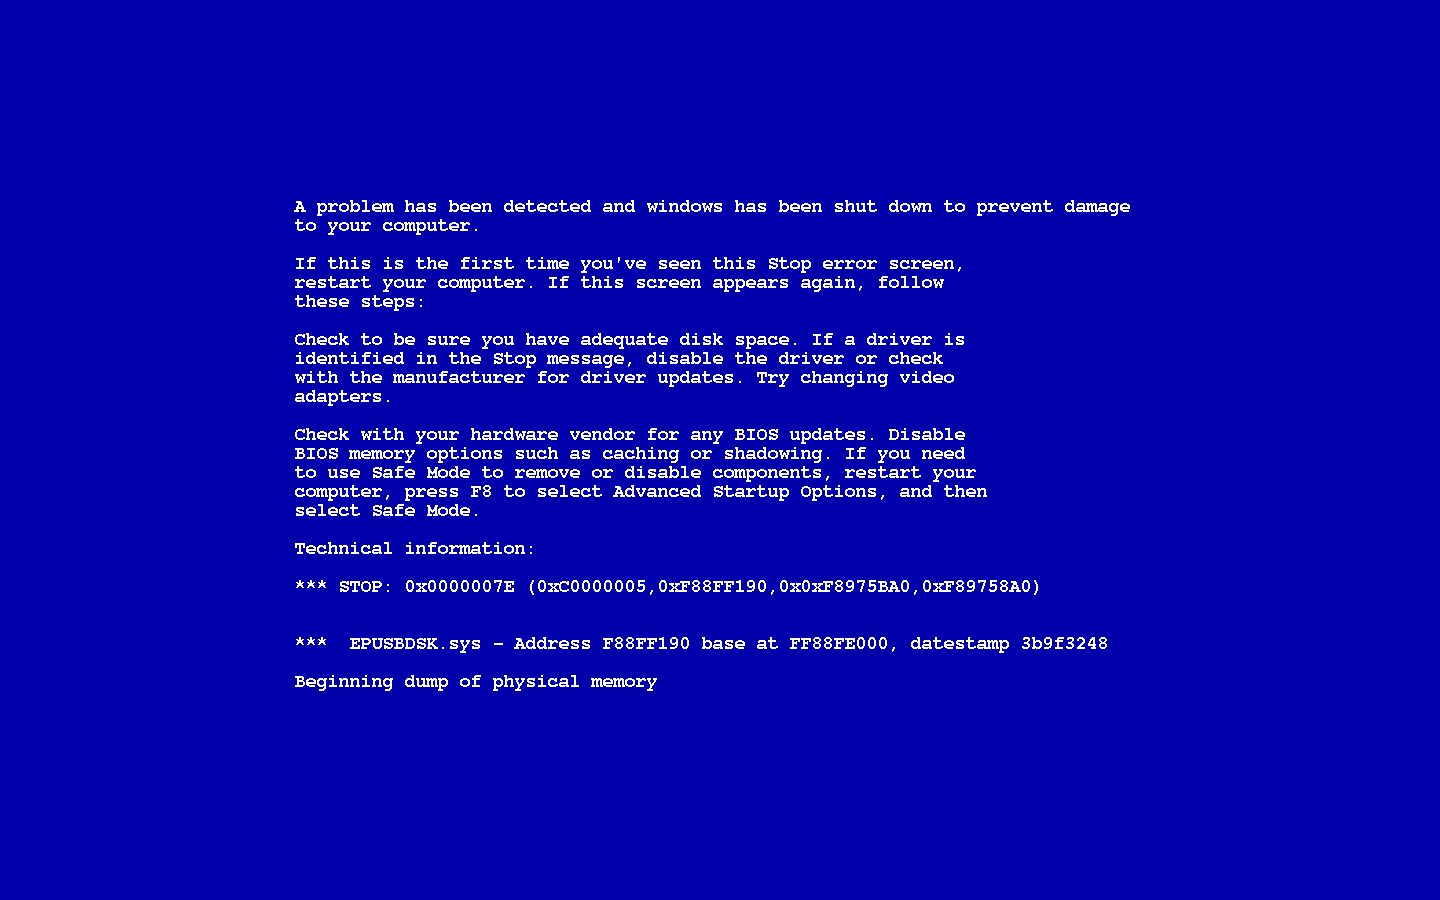 A problem has been detected and windows has been shut down to prevent damage
to your computer.
If this is the first time you've seen this Stop error screen,
restart your computer. If this screen appears again, follow
these steps:
Check to be sure you have adequate disk space. If a driver is
identified in the Stop message, disable the driver or check
with the manufacturer for driver updates. Try changing video
adapters.
Check with your hardware vendor for any BIOS updates. Disable
BIOS memory options such as caching or shadowing. If you need
to use Safe Mode to remove or disable components, restart your
computer, press F8 to select Advanced Startup Options, and then
select Safe Mode.
Technical information:
*** STOP: 0x0000007E (0xC0000005,0xF88FF190,0x0xF8975BA0,0xF89758A0)
***  EPUSBDSK.sys – Address F88FF190 base at FF88FE000, datestamp 3b9f3248
Beginning dump of physical memory